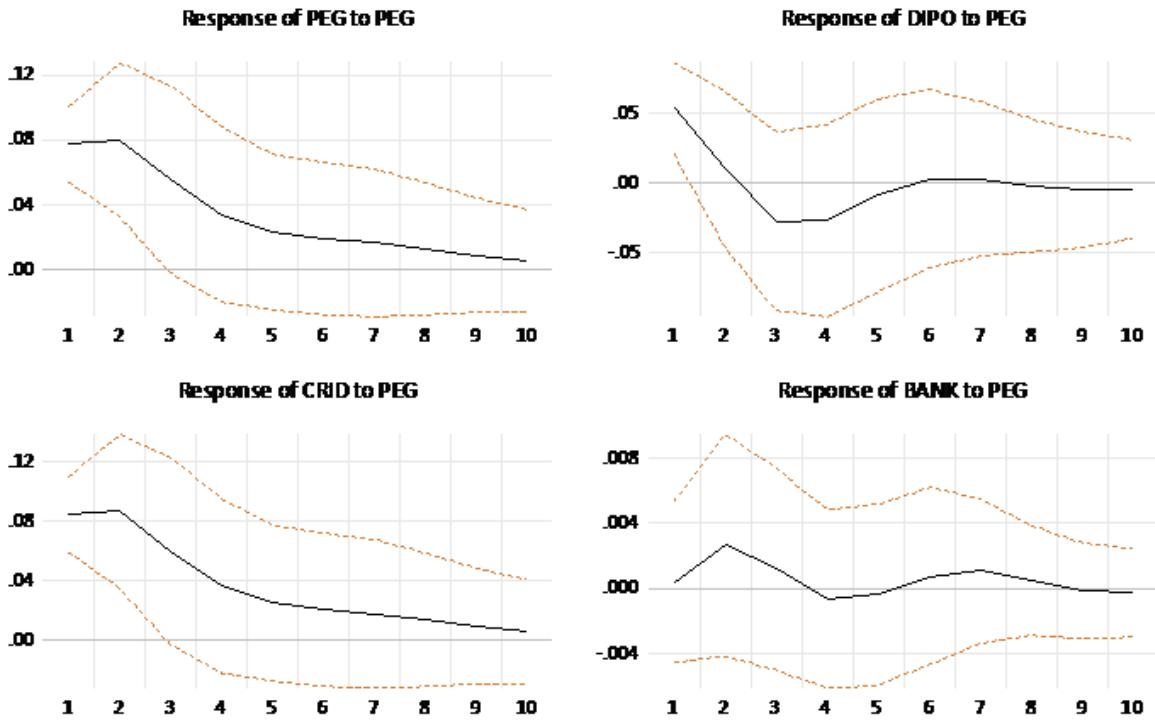 Response of PEG to PEG
.12
.08
.04
.00
1 2 3 4 5 6 7 8 9 10
Response of DIPO to PEG
.05
.00
-.05
1 2 3 4 5 6 7 8 9 10
Response of CRID to PEG
.12
.08
.04
.00
1 2 3 4 5 6 7 8 9 10
Response of BANK to PEG
.008
.004
.000
-.004
1 2 3 4 5 6 7 8 9 10